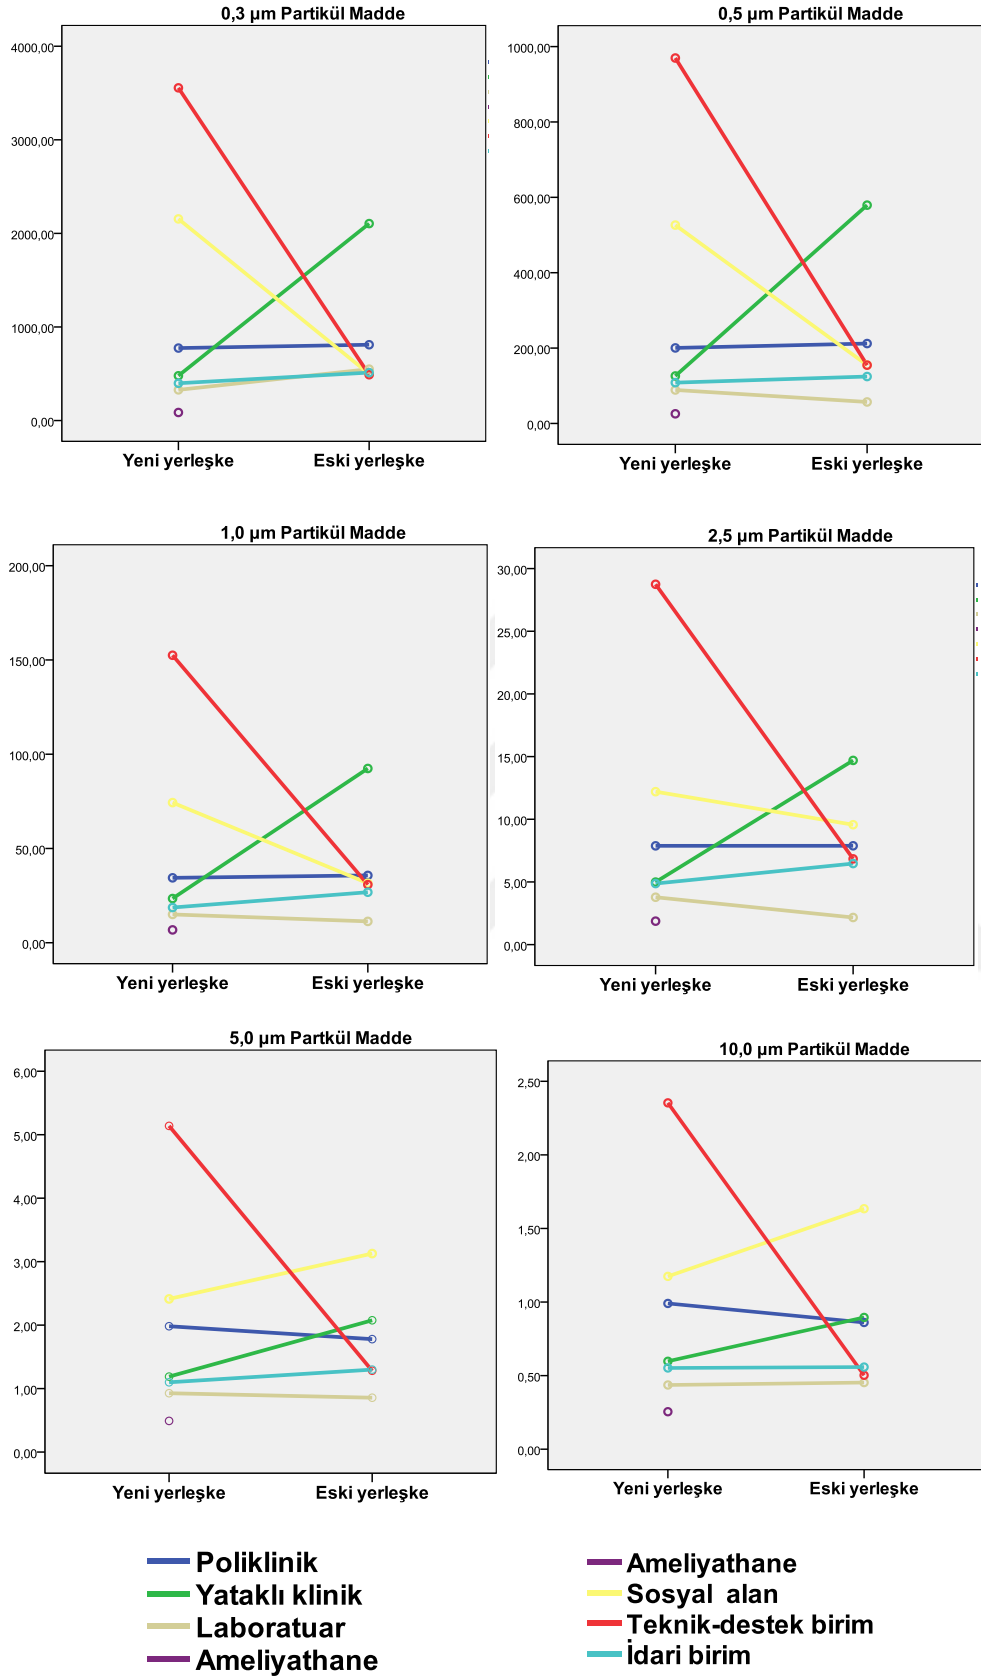 0,3 µm Partikül Madde
4000,00
3000,00
2000,00
1000,00
0,00
Yeni yerleşke
Eski yerleşke
0,5 µm Partikül Madde
1000,00
800,00
600,00
400,00
200,00
0,00
Yeni yerleşke
Eski yerleşke
1,0 µm Partikül Madde
200,00
150,00
100,00
50,00
0,00
Yeni yerleşke
Eski yerleşke
2,5 µm Partikül Madde
30,00
25,00
20,00
15,00
10,00
5,00
0,00
Yeni yerleşke
Eski yerleşke
5,0 µm Partkül Madde
6,00
5,00
4,00
3,00
2,00
1,00
0,00
Yeni yerleşke
Eski yerleşke
10,0 µm Partikül Madde
2,50
2,00
1,50
1,00
0,50
0,00
Yeni yerleşke
Eski yerleşke
Poliklinik
Yataklı klinik
Laboratuar
Ameliyathane
Ameliyathane
Sosyal alan
Teknik-destek birim
İdari birim